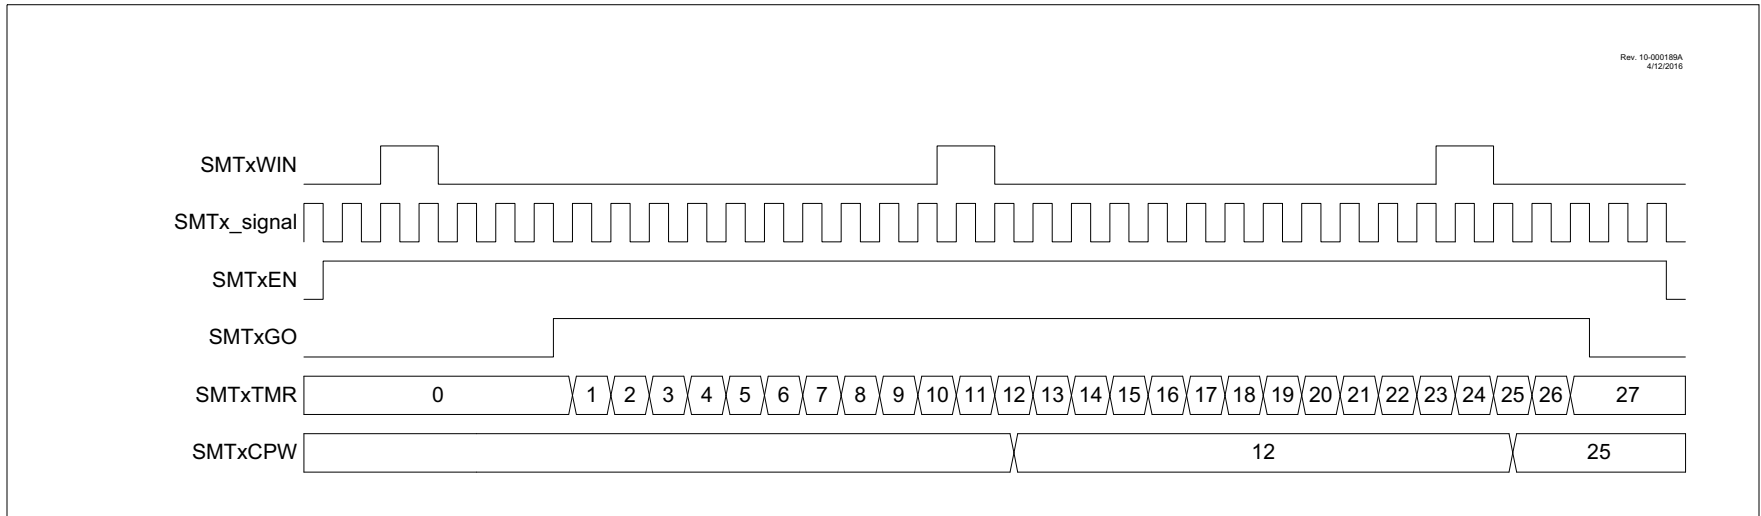 Rev. 10-000189A
4/12/2016
SMTxWIN
SMTx_signal
SMTxEN
SMTxGO
SMTxTMR 0 1 2 3 4 5 6 7 8 9 10 11 12 13 14 15 16 17 18 19 20 21 22 23 24 25 26 27
SMTxCPW 12 25